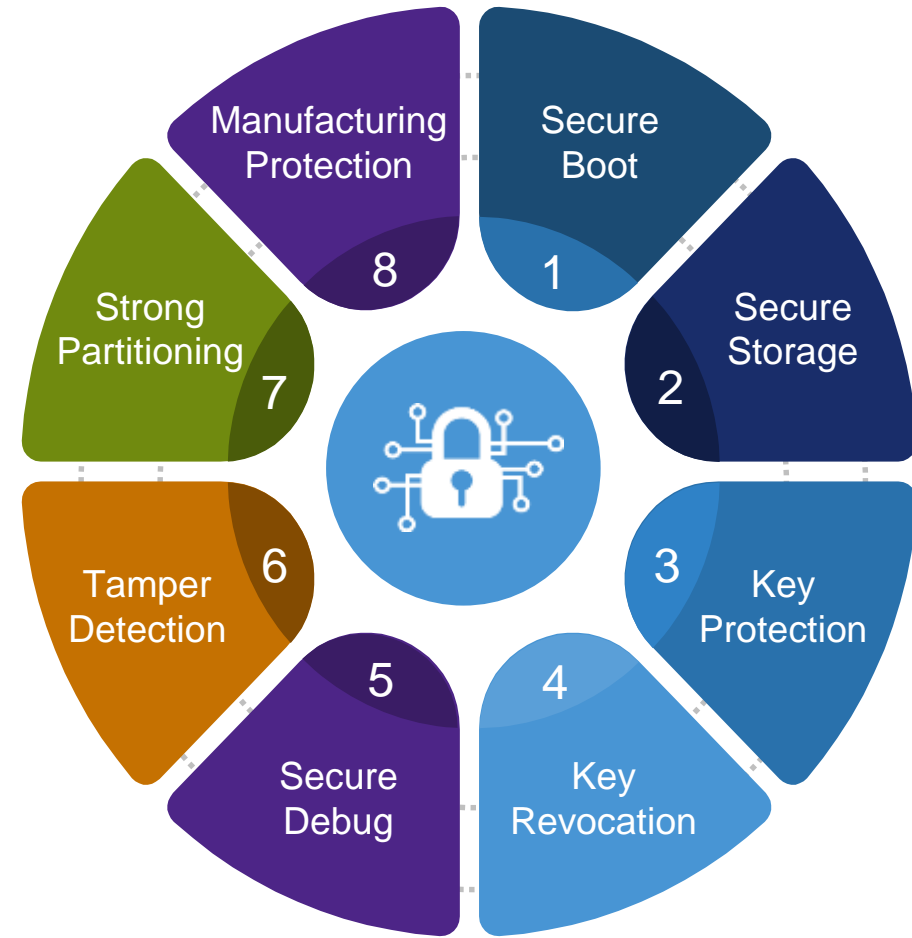 Secure
Boot
1
Secure
Storage
2
Key
Protection
3
Key
Revocation
4
Secure
Debug
5
Tamper
Detection
6
Strong
Partitioning
7
Manufacturing
Protection
8